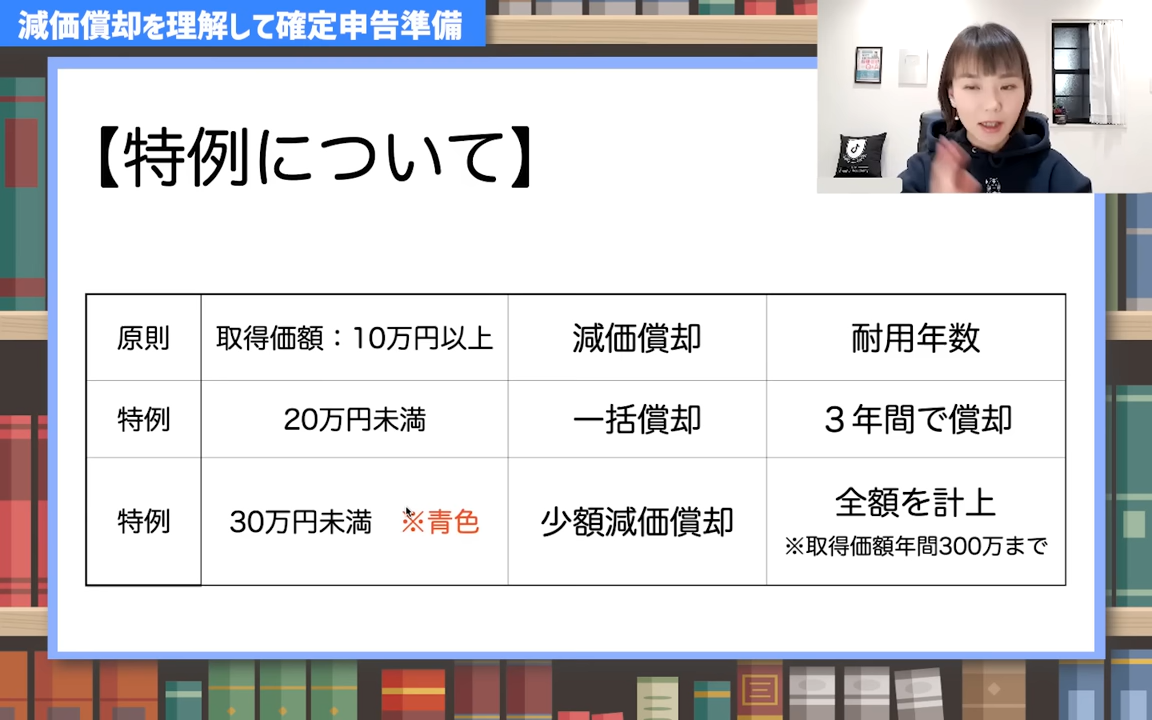 減価償却を理解して確定申告準備
【特例について】
原則 取得価額：10万円以上 減価償却 耐用年数
特例 20万円未満 一括償却 ３年間で償却
特例 30万円未満 ※青色 少額減価償却 全額を計上
※取得価額年間300万まで